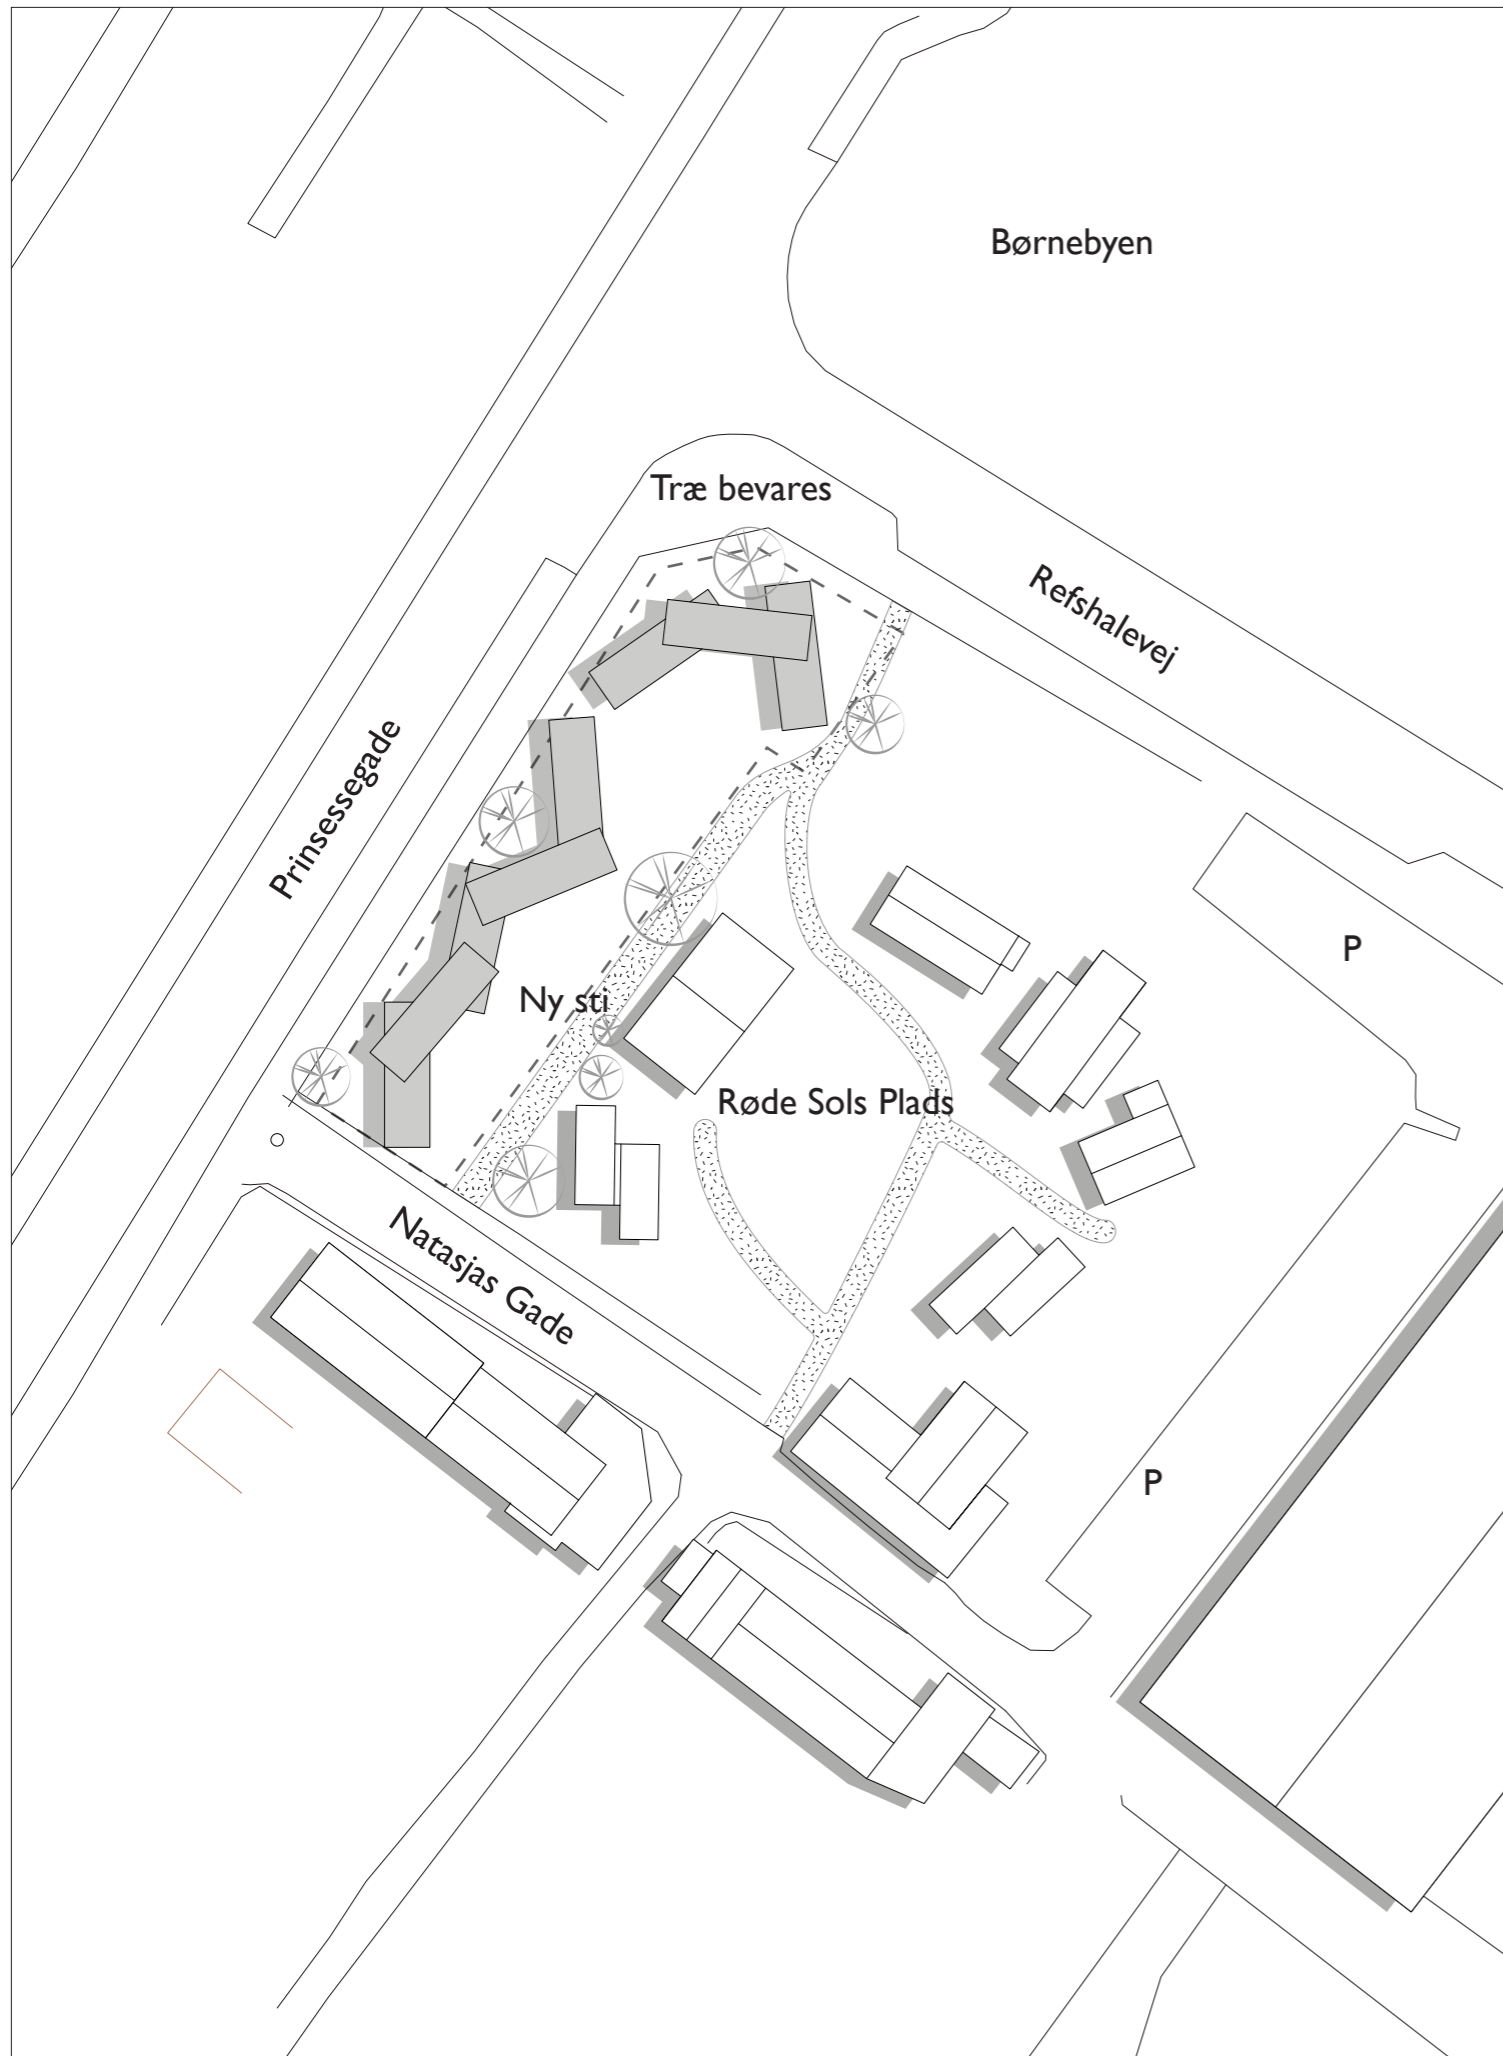 Børnebyen
Træ bevares
Refshalevej
Prinsessegade
P
Ny sti
Røde Sols Plads
Natasjas Gade
P